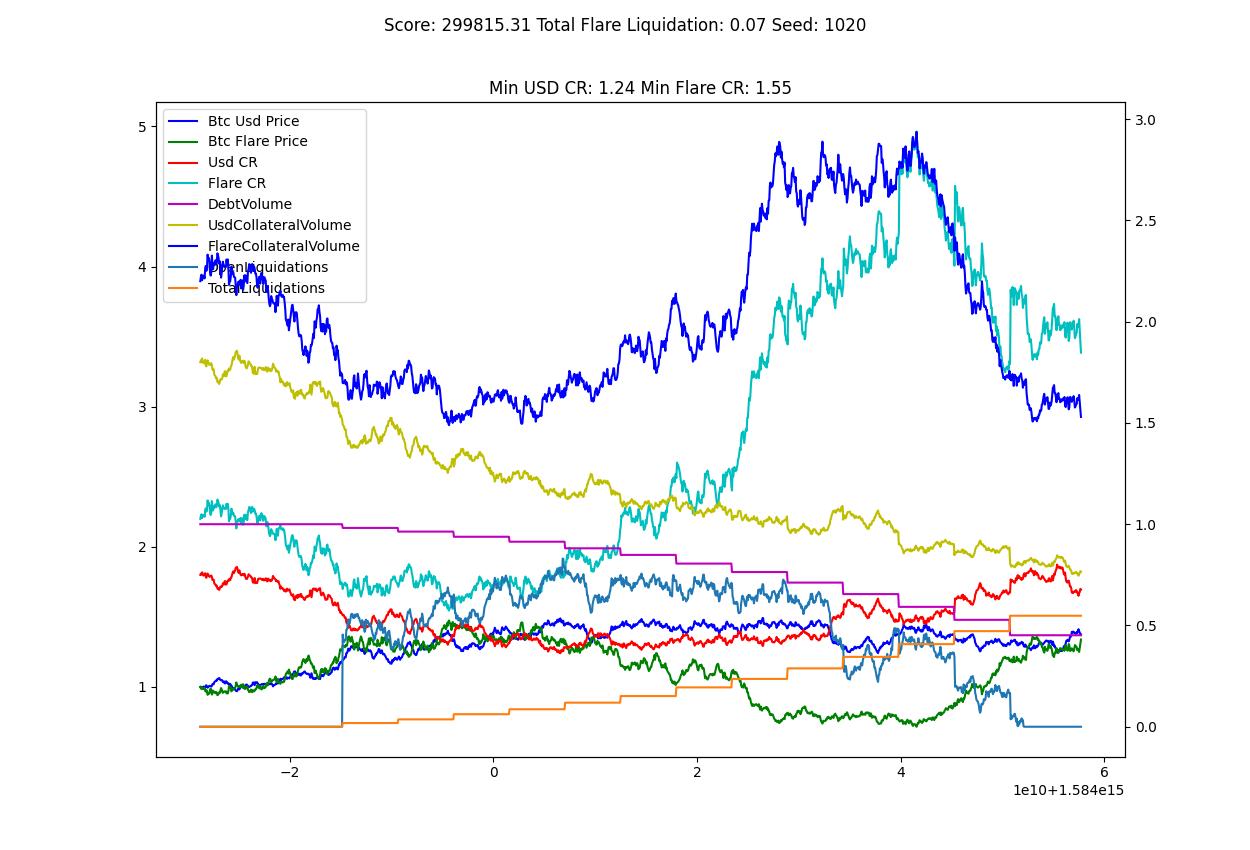 Score: 299815.31 Total Flare Liquidation: 0.07 Seed: 1020
Min USD CR: 1.24 Min Flare CR: 1.55
Btc Usd Price
Btc Flare Price
Usd CR
Flare CR
DebtVolume
UsdCollateralVolume
FlareCollateralVolume
OpenLiquidations
TotalLiquidations
5
4
3
2
1
3.0
2.5
2.0
1.5
1.0
0.5
0.0
−2
0
2
4
6
1e10+1.584e15